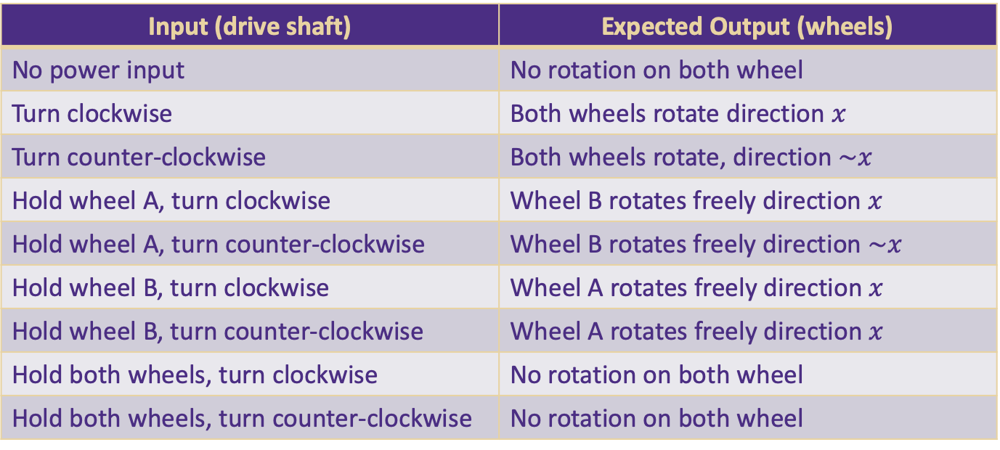 Input (drive shaft) Expected Output (wheels)
No power input No rotation on both wheel
Turn clockwise Both wheels rotate direction x
Turn counter-clockwise Both wheels rotate, direction ~x
Hold wheel A, turn clockwise Wheel B rotates freely direction x
Hold wheel A, turn counter-clockwise Wheel B rotates freely direction ~x
Hold wheel B, turn clockwise Wheel A rotates freely direction x
Hold wheel B, turn counter-clockwise Wheel A rotates freely direction x
Hold both wheels, turn clockwise No rotation on both wheel
Hold both wheels, turn counter-clockwise No rotation on both wheel